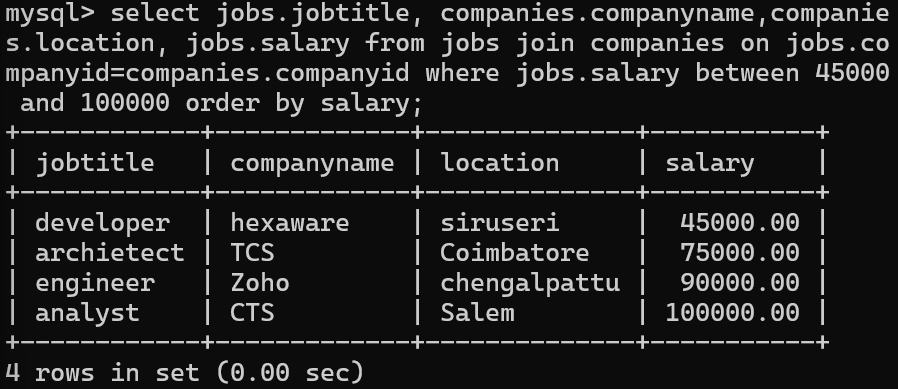 mysql> select jobs.jobtitle, companies.companyname,companie
s.location, jobs.salary from jobs join companies on jobs.co
mpanyid=companies.companyid where jobs.salary between 45000
 and 100000 order by salary;
+------------+-------------+--------------+-----------+
| jobtitle   | companyname | location     | salary    |
+------------+-------------+--------------+-----------+
| developer  | hexaware    | siruseri     |  45000.00 |
| archietect | TCS         | Coimbatore   |  75000.00 |
| engineer   | Zoho        | chengalpattu |  90000.00 |
| analyst    | CTS         | Salem        | 100000.00 |
+------------+-------------+--------------+-----------+
4 rows in set (0.00 sec)